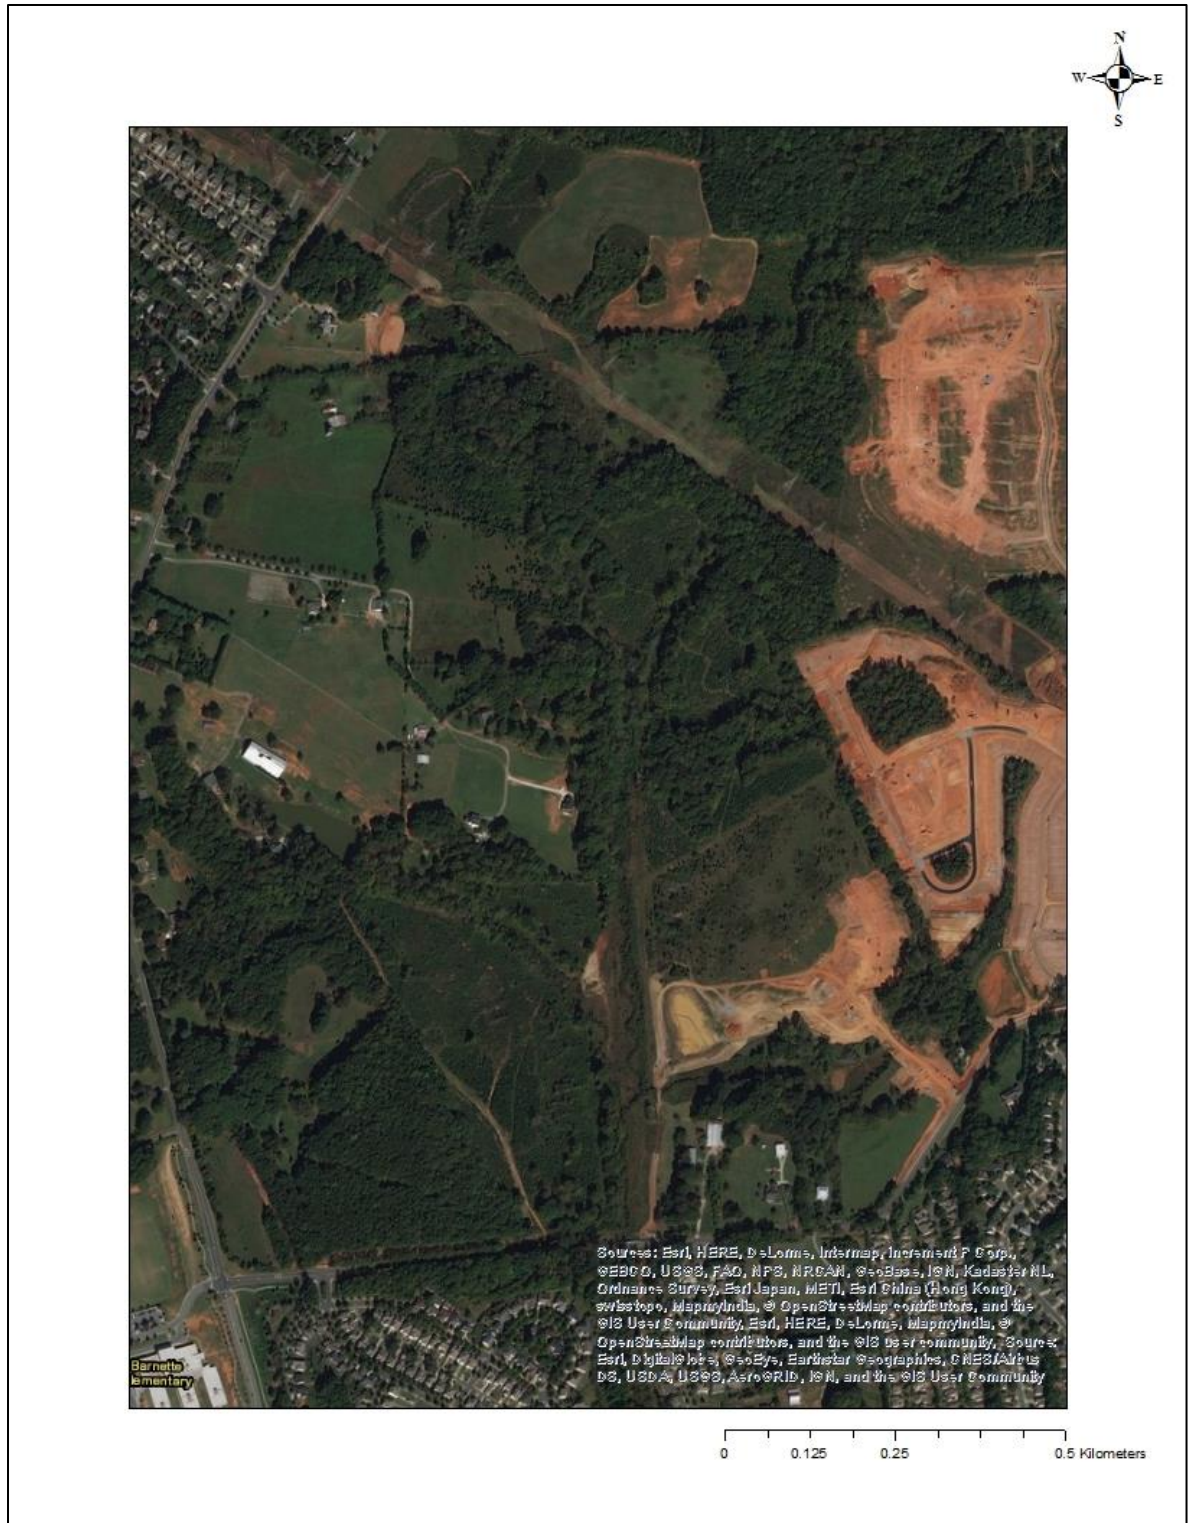 N
W E
S
Sources: Esri, HERE, DeLorme, Intermap, increment P Corp.,
GEBCO, USGS, FAO, NPS, NRCAN, GeoBase, IGN, Kadaster NL,
Ordnance Survey, Esri Japan, METI, Esri China (Hong Kong),
swisstopo, MapmyIndia, © OpenStreetMap contributors, and the
GIS User Community, Esri, HERE, DeLorme, MapmyIndia, ©
OpenStreetMap contributors, and the GIS user community, Source:
Esri, DigitalGlobe, GeoEye, Earthstar Geographics, CNES/Airbus
DS, USDA, USGS, AeroGRID, IGN, and the GIS User Community
Barnette
lementary
0 0.125 0.25 0.5 Kilometers